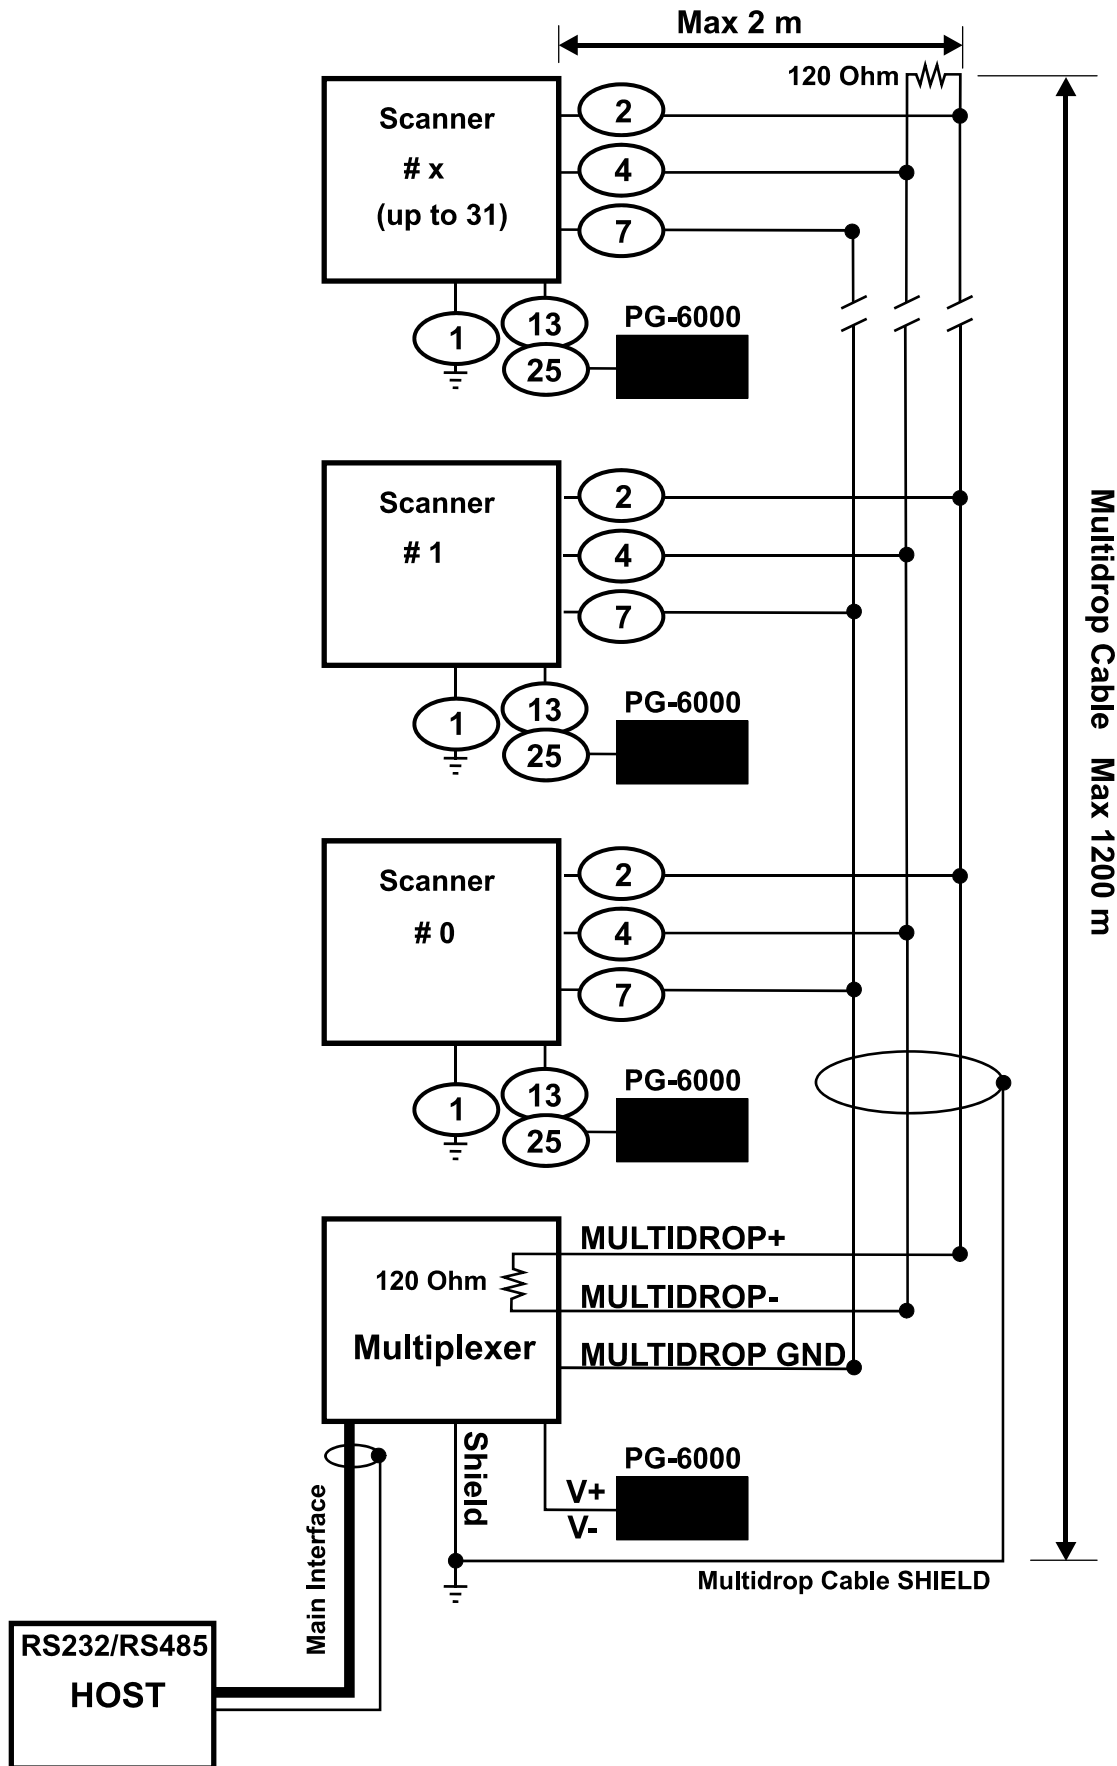 Max 2 m
120 Ohm
Scanner
# x
(up to 31)
2
4
7
1
13
25
PG-6000
Scanner
# 1
2
4
7
1
13
25
PG-6000
Scanner
# 0
2
4
7
1
13
25
PG-6000
Multidrop Cable Max 1200 m
120 Ohm
Multiplexer
MULTIDROP+
MULTIDROP-
MULTIDROP GND
Shield
PG-6000
V+
V-
Main Interface
Multidrop Cable SHIELD
RS232/RS485
HOST